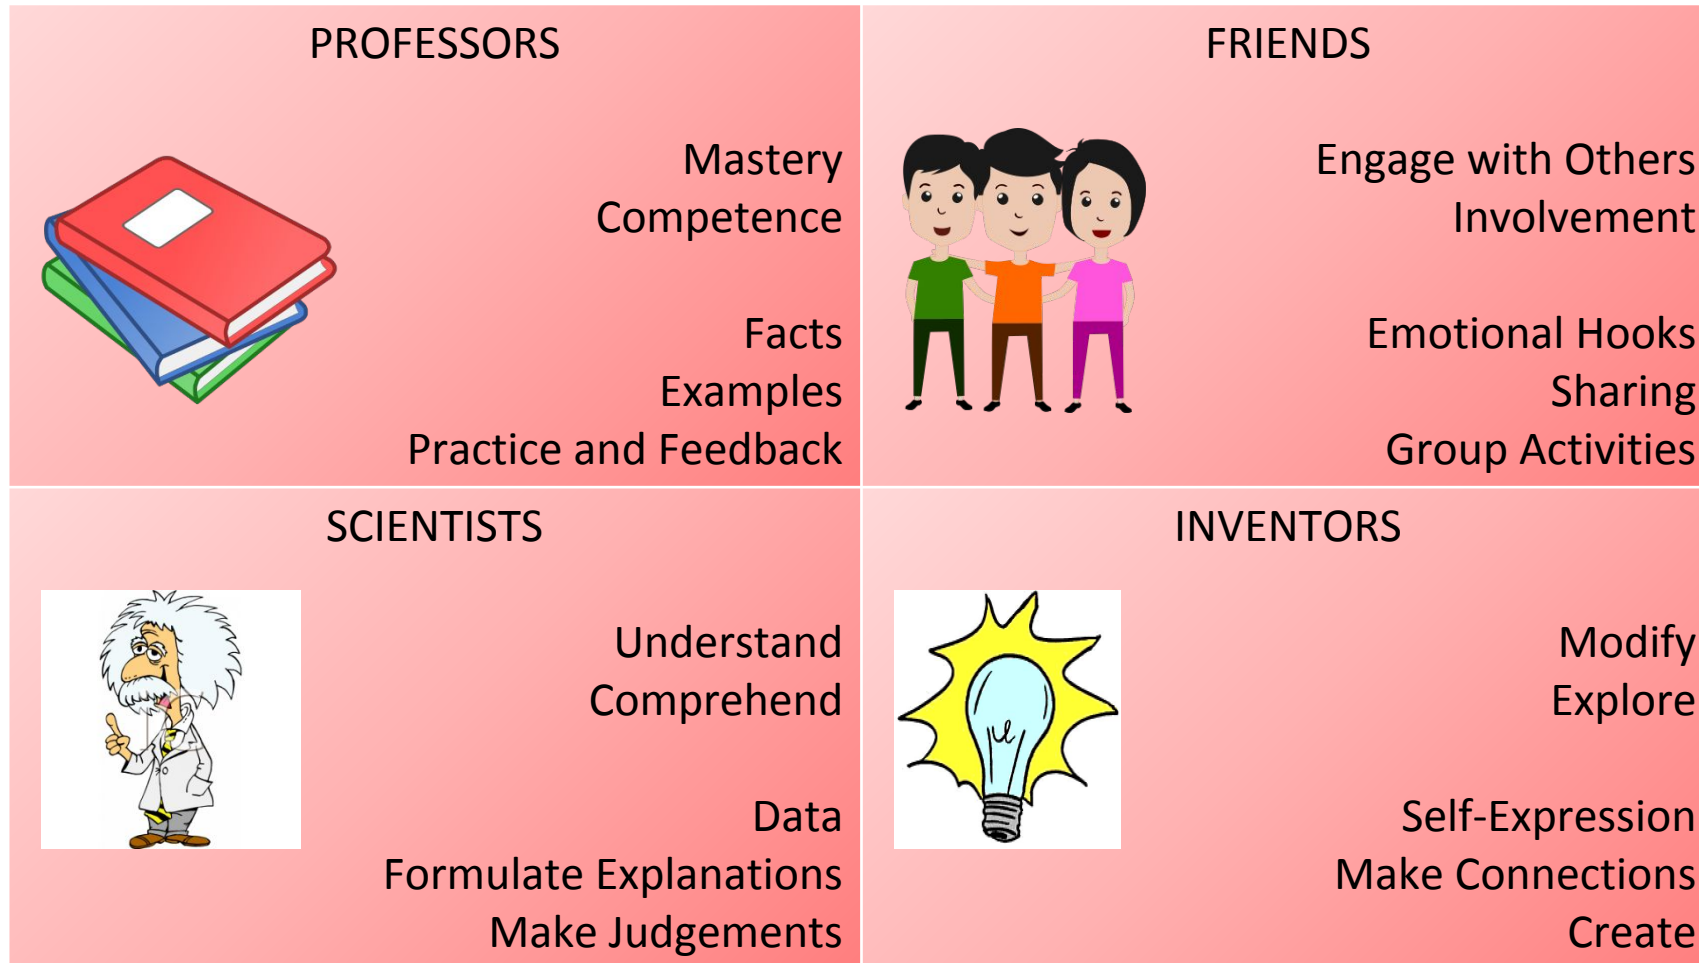 PROFESSORS
Mastery
Competence
Facts
Examples
Practice and Feedback
FRIENDS
Engage with Others
Involvement
Emotional Hooks
Sharing
Group Activities
SCIENTISTS
Understand
Comprehend
Data
Formulate Explanations
Make Judgements
INVENTORS
Modify
Explore
Self-Expression
Make Connections
Create